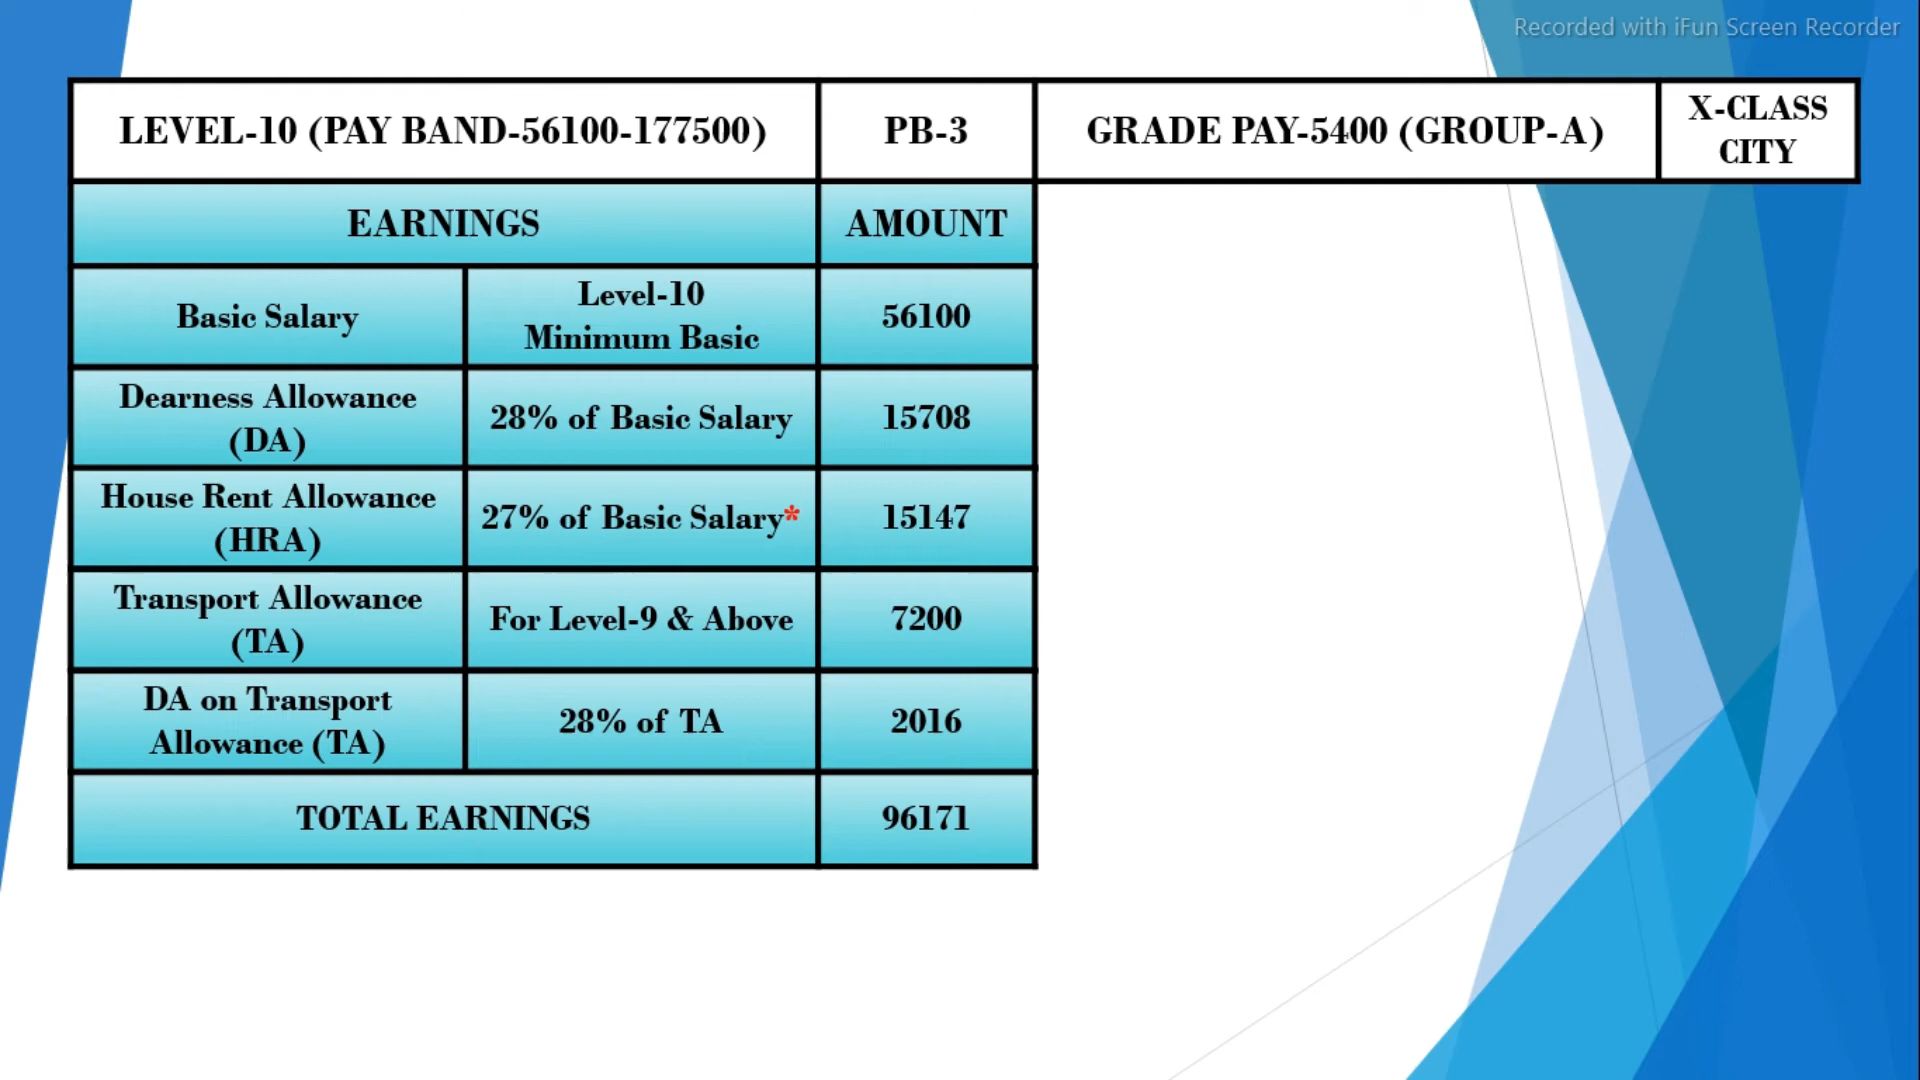 Recorded with iFun Screen Recorder
LEVEL-10 (PAY BAND-56100-177500)
PB-3
GRADE PAY-5400 (GROUP-A)
X-CLASS
CITY
EARNINGS
AMOUNT
Basic Salary
Level-10
Minimum Basic
56100
Dearness Allowance
(DA)
28% of Basic Salary
15708
House Rent Allowance
(HRA)
27% of Basic Salary*
15147
Transport Allowance
(TA)
For Level-9 & Above
7200
DA on Transport
Allowance (TA)
28% of TA
2016
TOTAL EARNINGS
96171